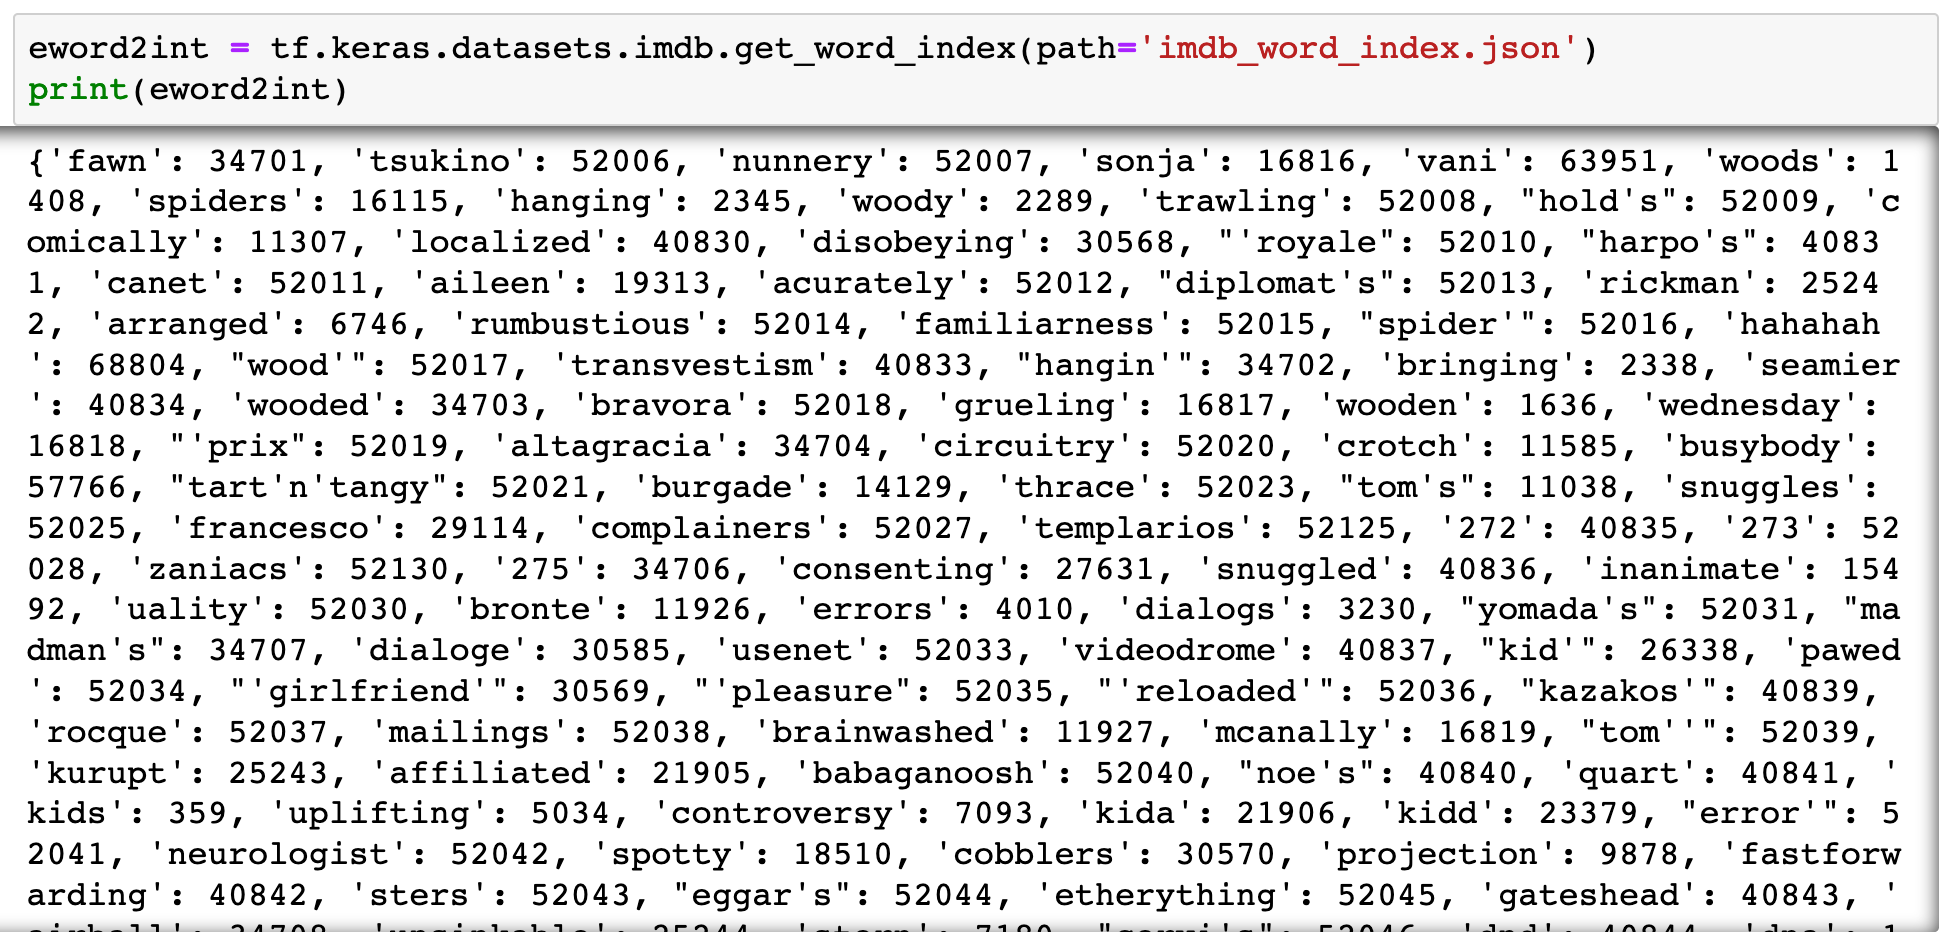 eword2int = tf.keras.datasets.imdb.get_word_index(path='imdb_word_index.json')
print(eword2int)
{'fawn': 34701, 'tsukino': 52006, 'nunnery': 52007, 'sonja': 16816, 'vani': 63951, 'woods': 1
408, 'spiders': 16115, 'hanging': 2345, 'woody': 2289, 'trawling': 52008, "hold's": 52009, 'c
omically': 11307, 'localized': 40830, 'disobeying': 30568, "'royale": 52010, "harpo's": 4083
1, 'canet': 52011, 'aileen': 19313, 'acurately': 52012, "diplomat's": 52013, 'rickman': 2524
2, 'arranged': 6746, 'rumbustious': 52014, 'familiarness': 52015, "spider'": 52016, 'hahahah
': 68804, "wood'": 52017, 'transvestism': 40833, "hangin'": 34702, 'bringing': 2338, 'seamier
': 40834, 'wooded': 34703, 'bravora': 52018, 'grueling': 16817, 'wooden': 1636, 'wednesday':
16818, "'prix": 52019, 'altagracia': 34704, 'circuitry': 52020, 'crotch': 11585, 'busybody':
57766, "tart'n'tangy": 52021, 'burgade': 14129, 'thrace': 52023, "tom's": 11038, 'snuggles':
52025, 'francesco': 29114, 'complainers': 52027, 'templarios': 52125, '272': 40835, '273': 52
028, 'zaniacs': 52130, '275': 34706, 'consenting': 27631, 'snuggled': 40836, 'inanimate': 154
92, 'uality': 52030, 'bronte': 11926, 'errors': 4010, 'dialogs': 3230, "yomada's": 52031, "ma
dman's": 34707, 'dialoge': 30585, 'usenet': 52033, 'videodrome': 40837, "kid'": 26338, 'pawed
': 52034, "'girlfriend'": 30569, "'pleasure": 52035, "'reloaded'": 52036, "kazakos'": 40839,
'rocque': 52037, 'mailings': 52038, 'brainwashed': 11927, 'mcanally': 16819, "tom''": 52039,
'kurupt': 25243, 'affiliated': 21905, 'babaganoosh': 52040, "noe's": 40840, 'quart': 40841, '
kids': 359, 'uplifting': 5034, 'controversy': 7093, 'kida': 21906, 'kidd': 23379, "error'": 5
2041, 'neurologist': 52042, 'spotty': 18510, 'cobblers': 30570, 'projection': 9878, 'fastforw
arding': 40842, 'sters': 52043, "eggar's": 52044, 'etherything': 52045, 'gateshead': 40843, '